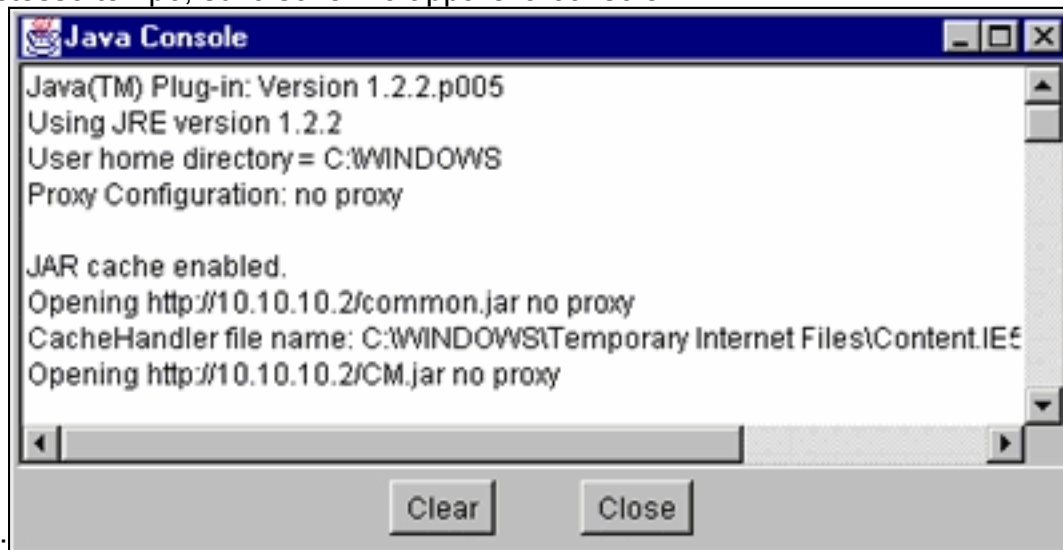 Java Console
Java(TM) Plug-in: Version 1.2.2.p005
Using JRE version 1.2.2
User home directory = C:\WINDOWS
Proxy Configuration: no proxy
JAR cache enabled.
Opening http://10.10.10.2/common.jar no proxy
CacheHandler file name: C:\WINDOWS\Temporary Internet Files\Content.IE5
Opening http://10.10.10.2/CM.jar no proxy
Clear Close
.